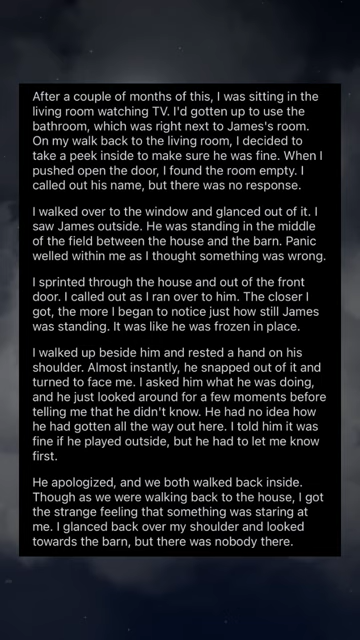 After a couple of months of this, I was sitting in the
living room watching TV. I'd gotten up to use the
bathroom, which was right next to James's room.
On my walk back to the living room, I decided to
take a peek inside to make sure he was fine. When I
pushed open the door, I found the room empty. I
called out his name, but there was no response.
I walked over to the window and glanced out of it. I
saw James outside. He was standing in the middle
of the field between the house and the barn. Panic
welled within me as I thought something was wrong.
I sprinted through the house and out of the front
door. I called out as I ran over to him. The closer I
got, the more I began to notice just how still James
was standing. It was like he was frozen in place.
I walked up beside him and rested a hand on his
shoulder. Almost instantly, he snapped out of it and
turned to face me. I asked him what he was doing,
and he just looked around for a few moments before
telling me that he didn't know. He had no idea how
he had gotten all the way out here. I told him it was
fine if he played outside, but he had to let me know
first.
He apologized, and we both walked back inside.
Though as we were walking back to the house, I got
the strange feeling that something was staring at
me. I glanced back over my shoulder and looked
towards the barn, but there was nobody there.